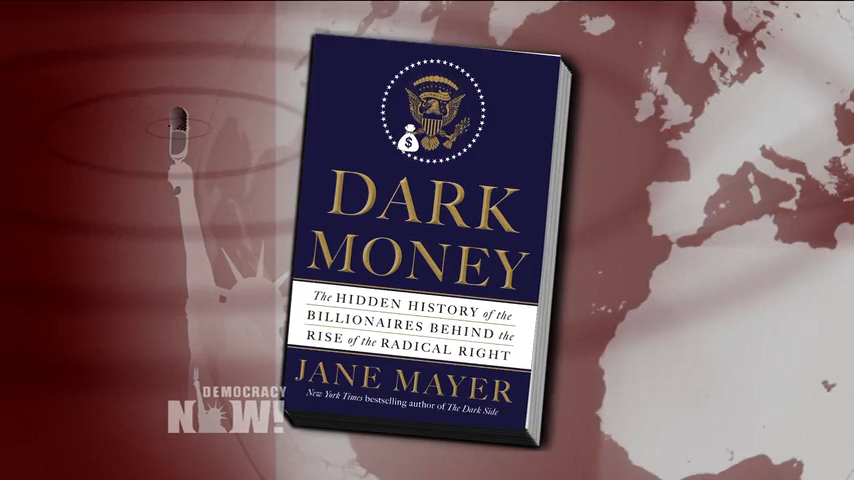 $
DARK
MONEY
The HIDDEN HISTORY of the
BILLIONAIRES BEHIND the
RISE of the RADICAL RIGHT
JANE MAYER
New York Times bestselling author of The Dark Side
DEMOCRACY
NOW!